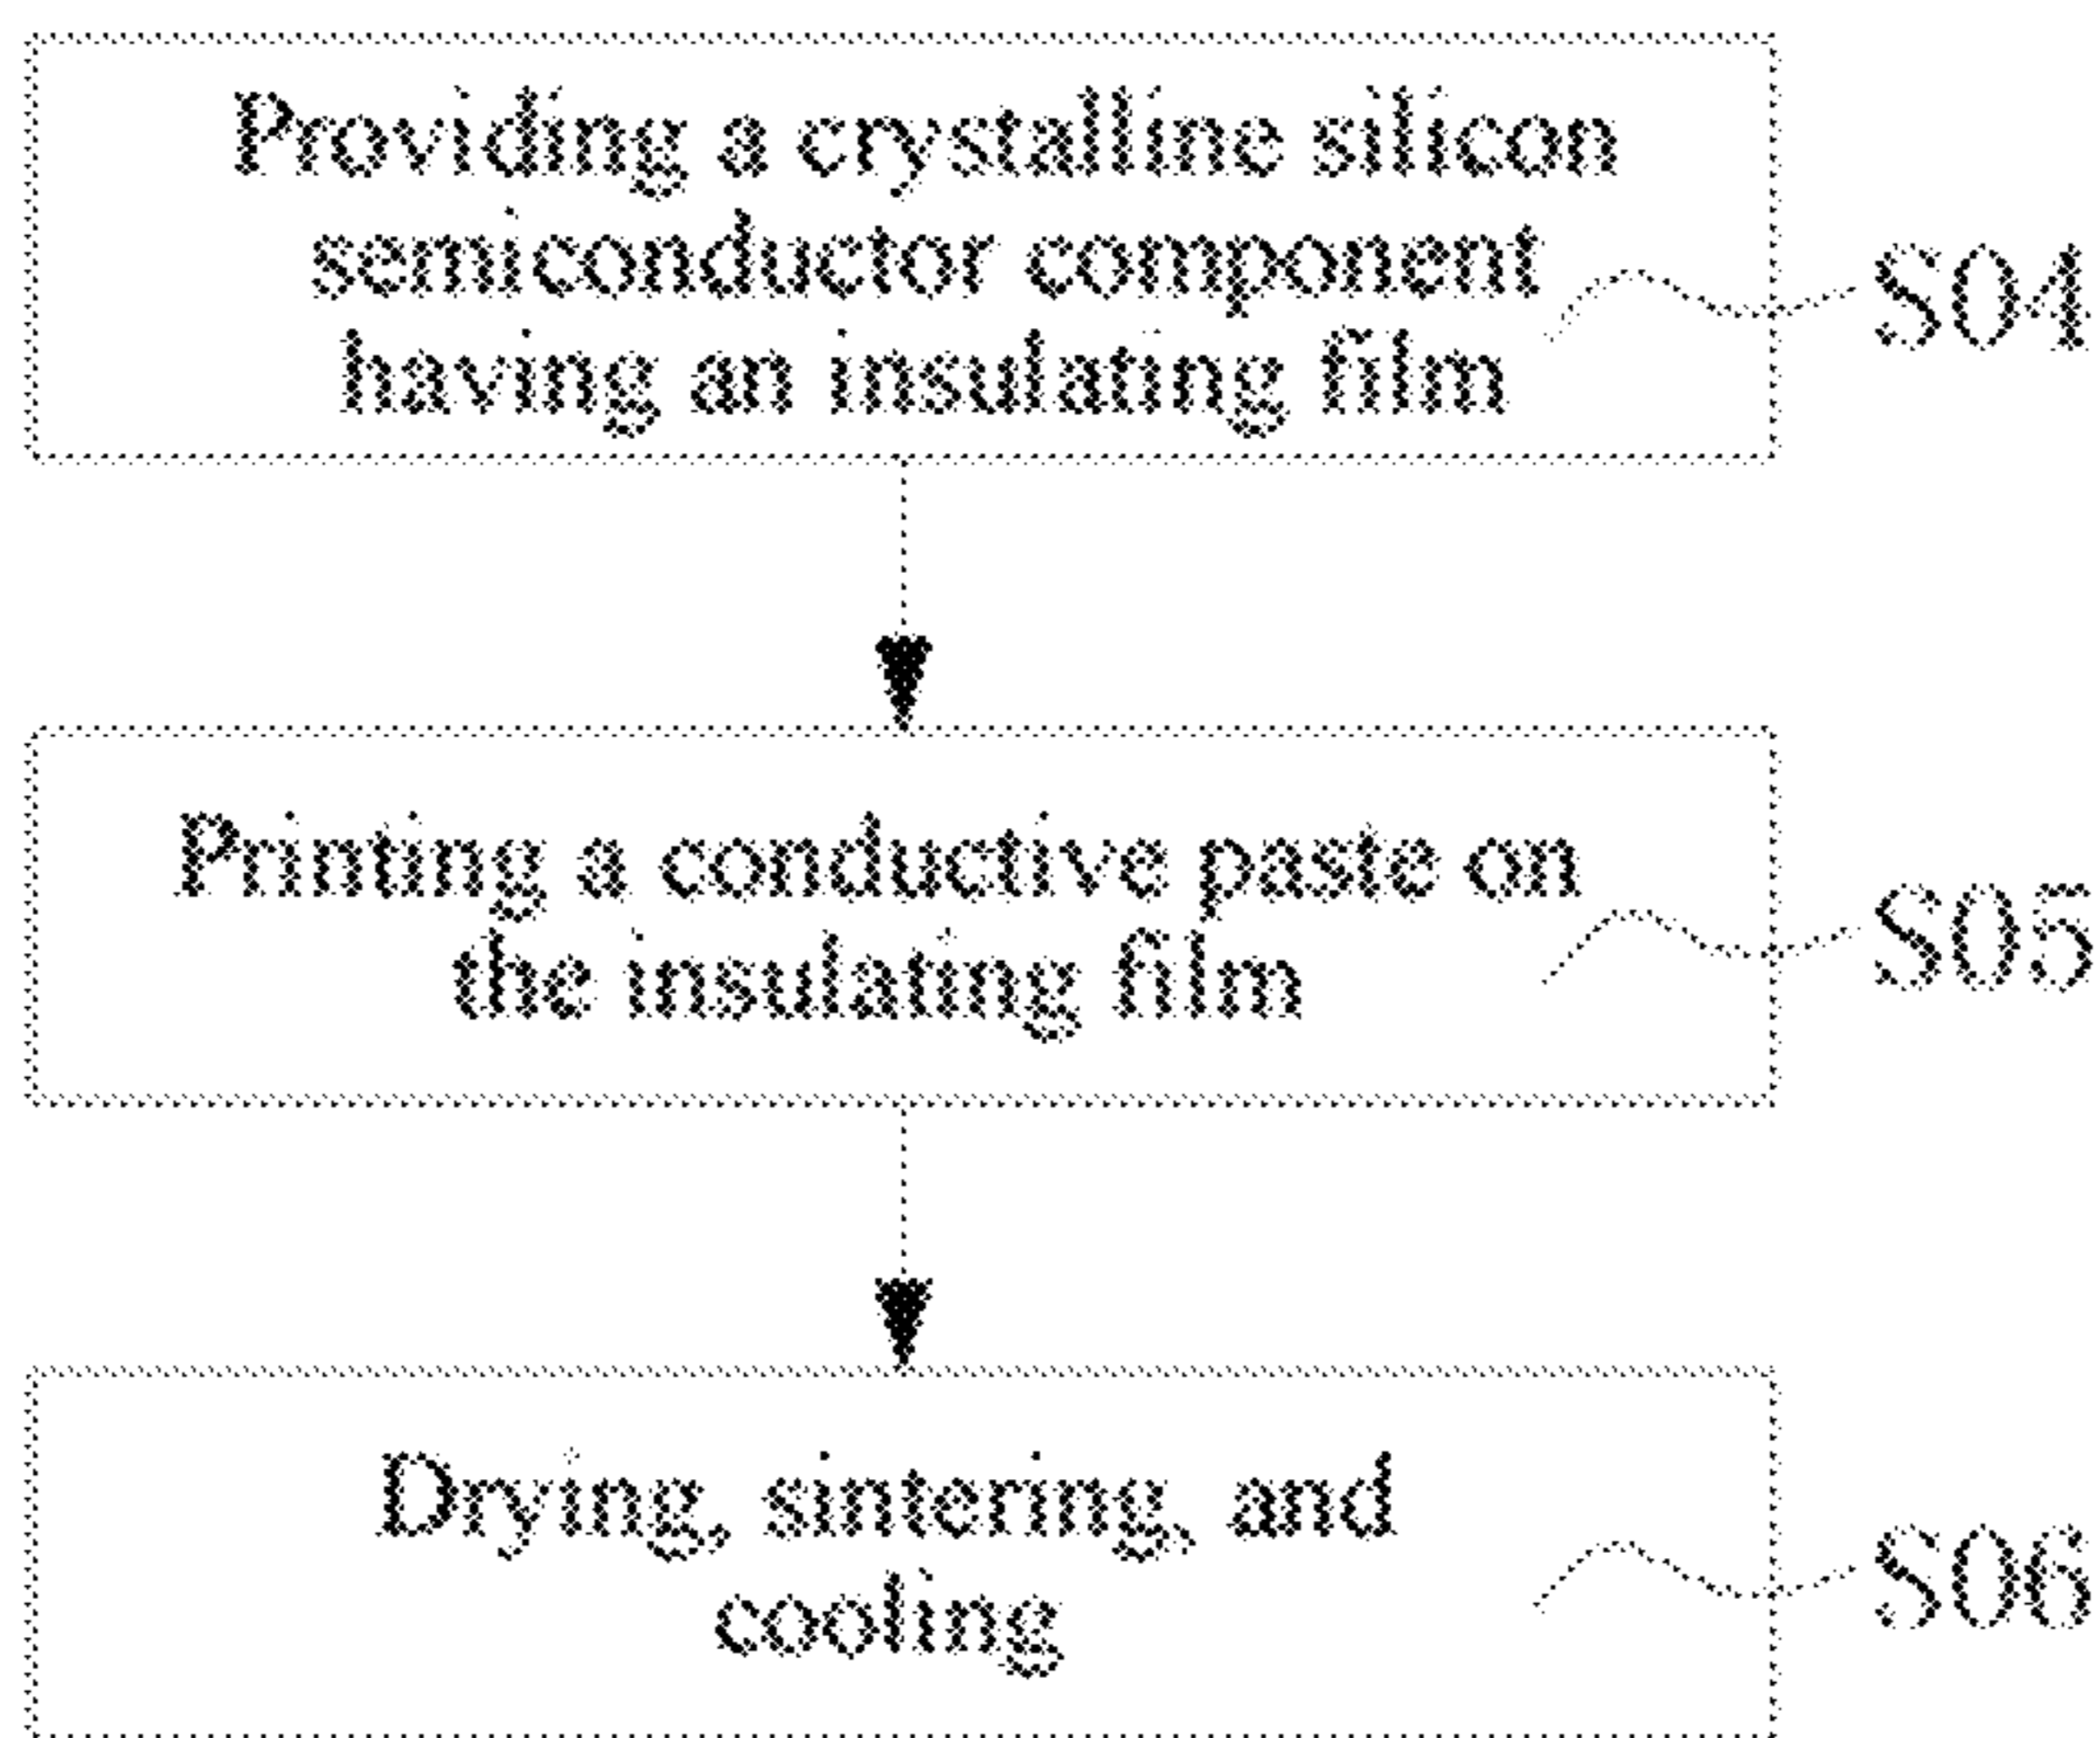 Providing a crystalline silicon
semiconductor component
having an insulating film
S04
Printing a conductive paste on
the insulating film
S05
Drying, sintering, and
cooling
S06